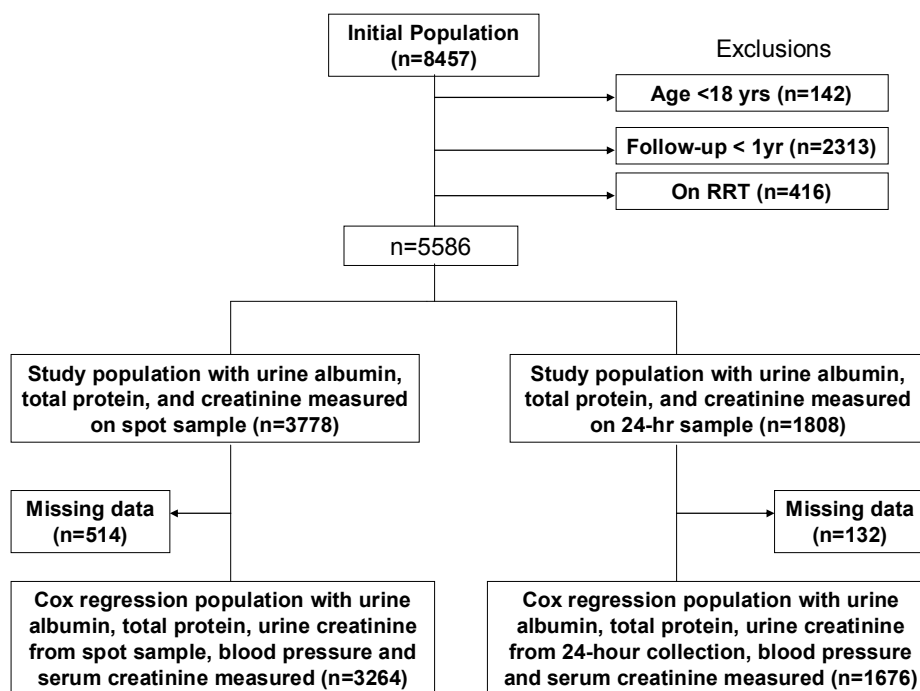 Initial Population
(n=8457)
Exclusions
Age <18 yrs (n=142)
Follow-up < 1yr (n=2313)
On RRT (n=416)
n=5586
Study population with urine albumin,
total protein, and creatinine measured
on spot sample (n=3778)
Study population with urine albumin,
total protein, and creatinine measured
on 24-hr sample (n=1808)
Missing data
(n=514)
Missing data
(n=132)
Cox regression population with urine
albumin, total protein, urine creatinine
from spot sample, blood pressure and
serum creatinine measured (n=3264)
Cox regression population with urine
albumin, total protein, urine creatinine
from 24-hour collection, blood pressure
and serum creatinine measured (n=1676)